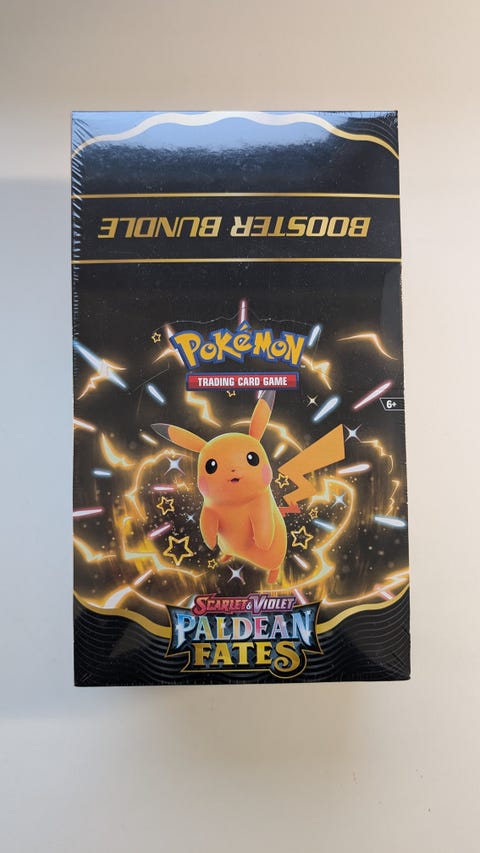 BOOSTER BUNDLE
POKéMON
TRADING CARD GAME
6+
SCARLET & VIOLET
PALDEAN
FATES